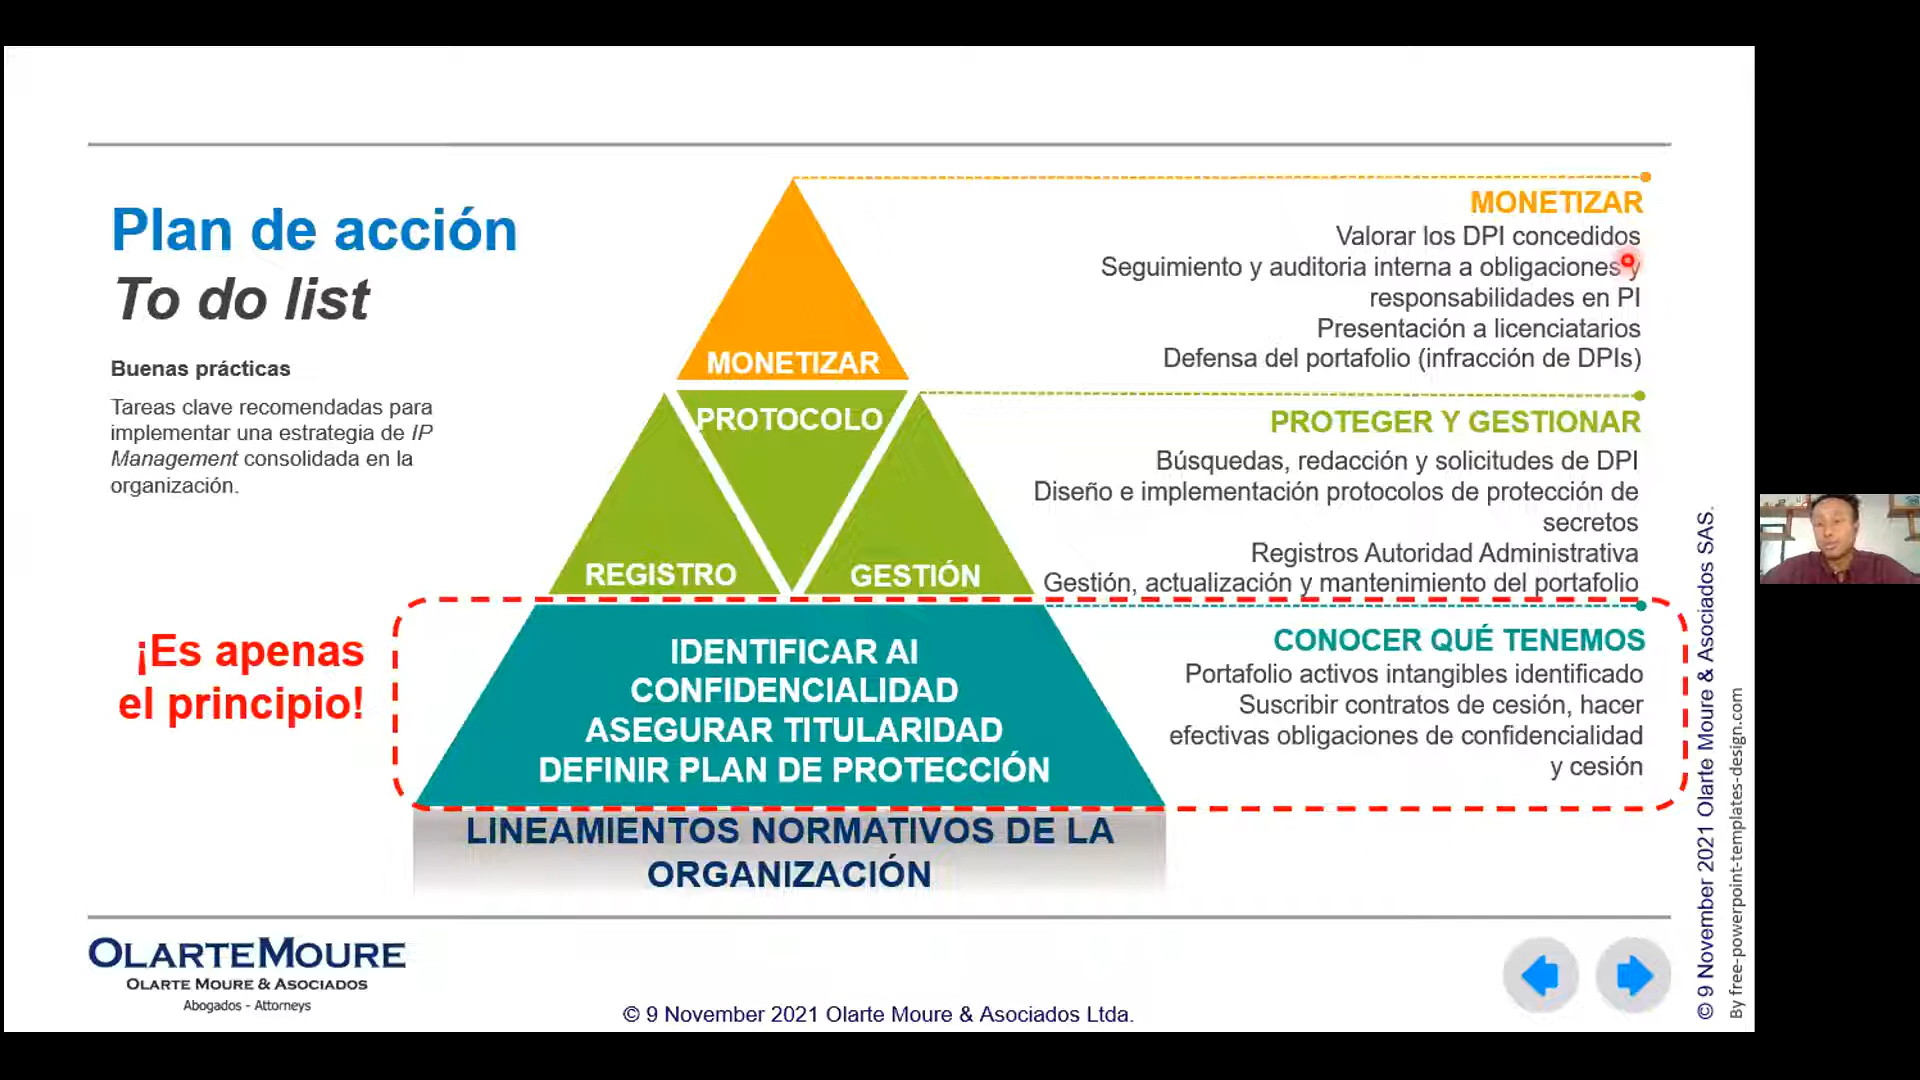 Plan de acción
To do list
Buenas prácticas
Tareas clave recomendadas para
implementar una estrategia de IP
Management consolidada en la
organización.
¡Es apenas
el principio!
MONETIZAR
PROTOCOLO
REGISTRO
GESTIÓN
IDENTIFICAR AI
CONFIDENCIALIDAD
ASEGURAR TITULARIDAD
DEFINIR PLAN DE PROTECCIÓN
LINEAMIENTOS NORMATIVOS DE LA
ORGANIZACIÓN
MONETIZAR
Valorar los DPI concedidos
Seguimiento y auditoria interna a obligaciones y
responsabilidades en PI
Presentación a licenciatarios
Defensa del portafolio (infracción de DPIs)
PROTEGER Y GESTIONAR
Búsquedas, redacción y solicitudes de DPI
Diseño e implementación protocolos de protección de
secretos
Registros Autoridad Administrativa
Gestión, actualización y mantenimiento del portafolio
CONOCER QUÉ TENEMOS
Portafolio activos intangibles identificado
Suscribir contratos de cesión, hacer
efectivas obligaciones de confidencialidad
y cesión
OLARTEMOURE
OLARTE MOURE & ASOCIADOS
Abogados - Attorneys
© 9 November 2021 Olarte Moure & Asociados Ltda.
© 9 November 2021 Olarte Moure & Asociados SAS.
By free-powerpoint-templates-design.com